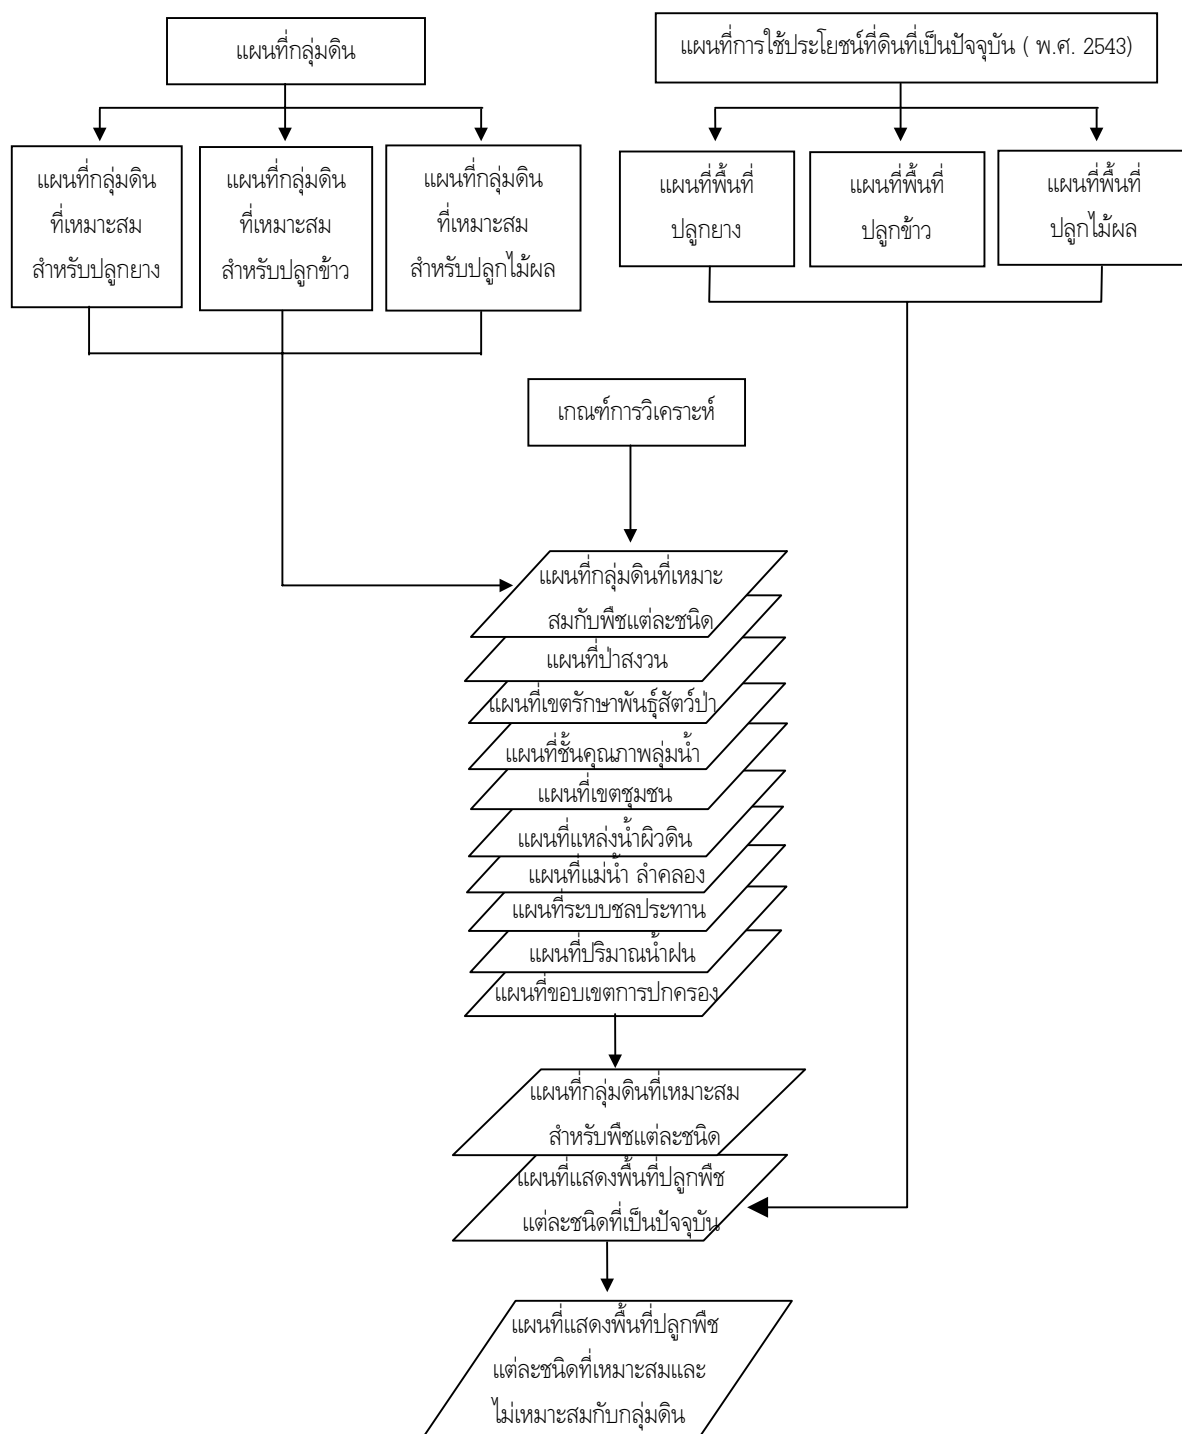 แผนที่กลุ่มดิน
แผนที่การใช้ประโยชน์ที่ดินที่เป็นปัจจุบัน ( พ.ศ. 2543)
แผนที่กลุ่มดิน
ที่เหมาะสม
สำหรับปลูกยาง
แผนที่กลุ่มดิน
ที่เหมาะสม
สำหรับปลูกข้าว
แผนที่กลุ่มดิน
ที่เหมาะสม
สำหรับปลูกไม้ผล
แผนที่พื้นที่
ปลูกยาง
แผนที่พื้นที่
ปลูกข้าว
แผนที่พื้นที่
ปลูกไม้ผล
เกณฑ์การวิเคราะห์
แผนที่กลุ่มดินที่เหมาะ
สมกับพืชแต่ละชนิด
แผนที่ป่าสงวน
แผนที่เขตรักษาพันธุ์สัตว์ป่า
แผนที่ชั้นคุณภาพลุ่มน้ำ
แผนที่เขตชุมชน
แผนที่แหล่งน้ำผิวดิน
แผนที่แม่น้ำ ลำคลอง
แผนที่ระบบชลประทาน
แผนที่ปริมาณน้ำฝน
แผนที่ขอบเขตการปกครอง
แผนที่กลุ่มดินที่เหมาะสม
สำหรับพืชแต่ละชนิด
แผนที่แสดงพื้นที่ปลูกพืช
แต่ละชนิดที่เป็นปัจจุบัน
แผนที่แสดงพื้นที่ปลูกพืช
แต่ละชนิดที่เหมาะสมและ
ไม่เหมาะสมกับกลุ่มดิน